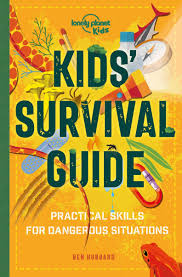 lonely planet
Kids
KIDS'
SURVIVAL
GUIDE
PRACTICAL SKILLS
FOR DANGEROUS SITUATIONS
BEN HUBBARD